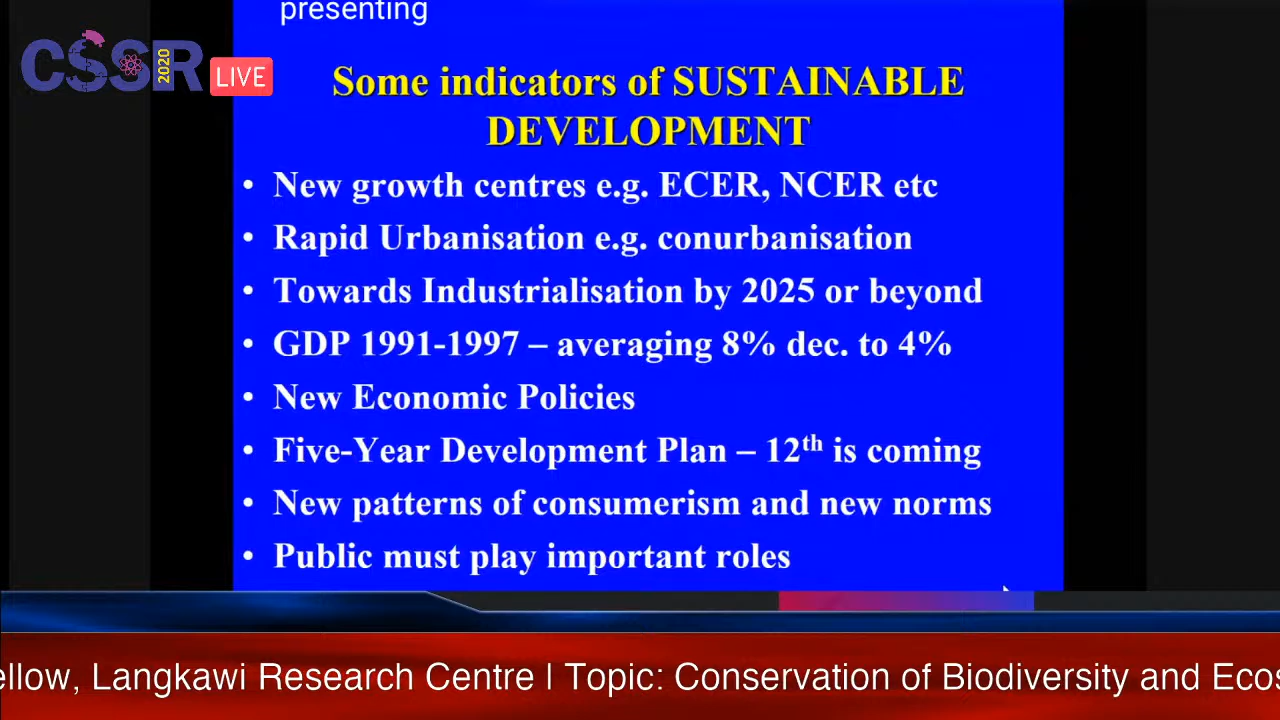 presenting
CSSR
2020
LIVE
Some indicators of SUSTAINABLE
DEVELOPMENT
• New growth centres e.g. ECER, NCER etc
• Rapid Urbanisation e.g. conurbanisation
• Towards Industrialisation by 2025 or beyond
• GDP 1991-1997 – averaging 8% dec. to 4%
• New Economic Policies
• Five-Year Development Plan – 12th is coming
• New patterns of consumerism and new norms
• Public must play important roles
ellow, Langkawi Research Centre | Topic: Conservation of Biodiversity and Ecos